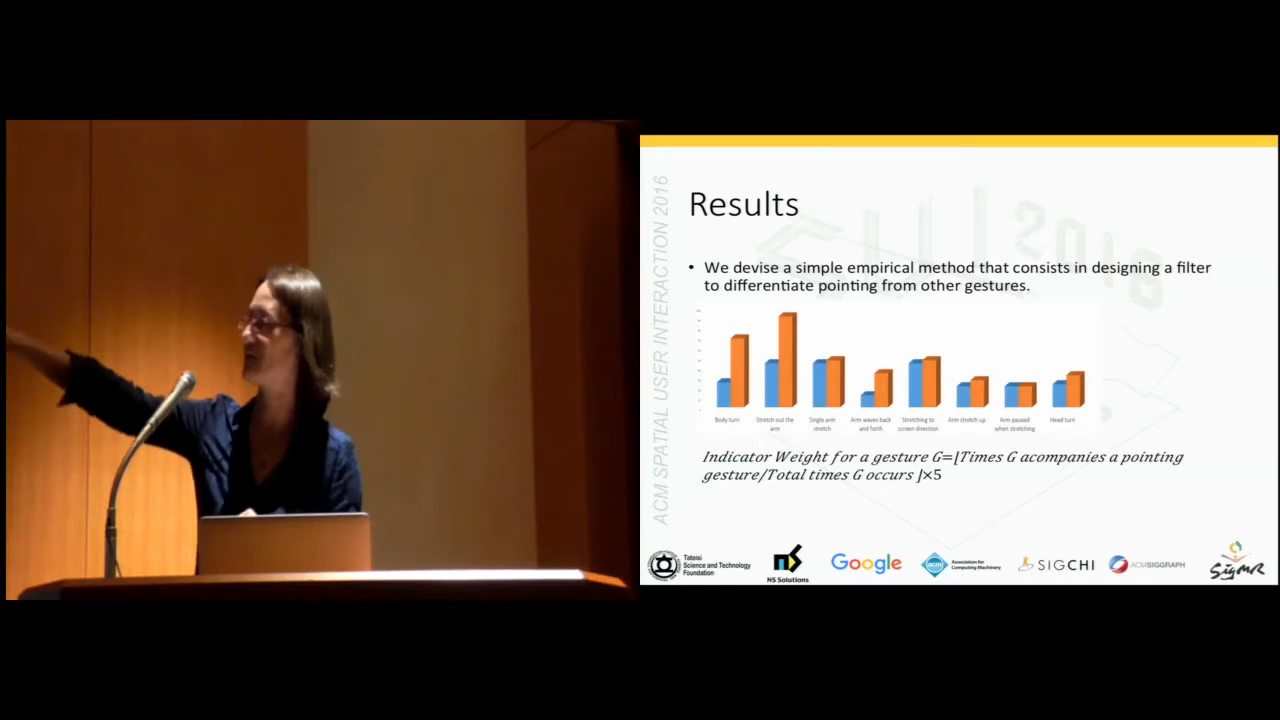 ACM SPATIAL USER INTERACTION 2016
Results
• We devise a simple empirical method that consists in designing a filter
to differentiate pointing from other gestures.
Body turn
Stretch out the
arm
Single arm
stretch
Arm waves back
and forth
Stretching to
screen direction
Arm stretch up
Arm paused
when stretching
Head turn
Indicator Weight for a gesture G=[Times G acompanies a pointing
gesture/Total times G occurs ]×5
Tateisi
Science and Technology
Foundation
NS Solutions
Google
acm
Association for
Computing Machinery
SIGCHI
ACMSIGGRAPH
SigMR